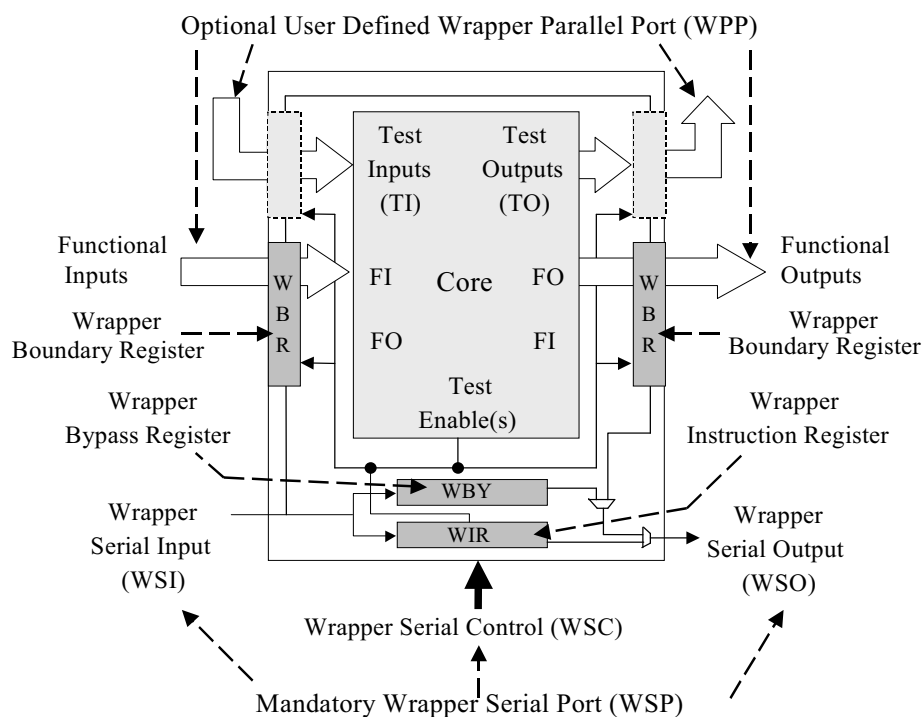 Optional User Defined Wrapper Parallel Port (WPP)
Test
Inputs
(TI)
Test
Outputs
(TO)
Functional
Inputs
W
B
R
FI
Core
FO
W
B
R
Functional
Outputs
Wrapper
Boundary Register
FO
FI
Wrapper
Boundary Register
Test
Enable(s)
Wrapper
Bypass Register
Wrapper
Instruction Register
WBY
WIR
Wrapper
Serial Input
(WSI)
Wrapper
Serial Output
(WSO)
Wrapper Serial Control (WSC)
Mandatory Wrapper Serial Port (WSP)